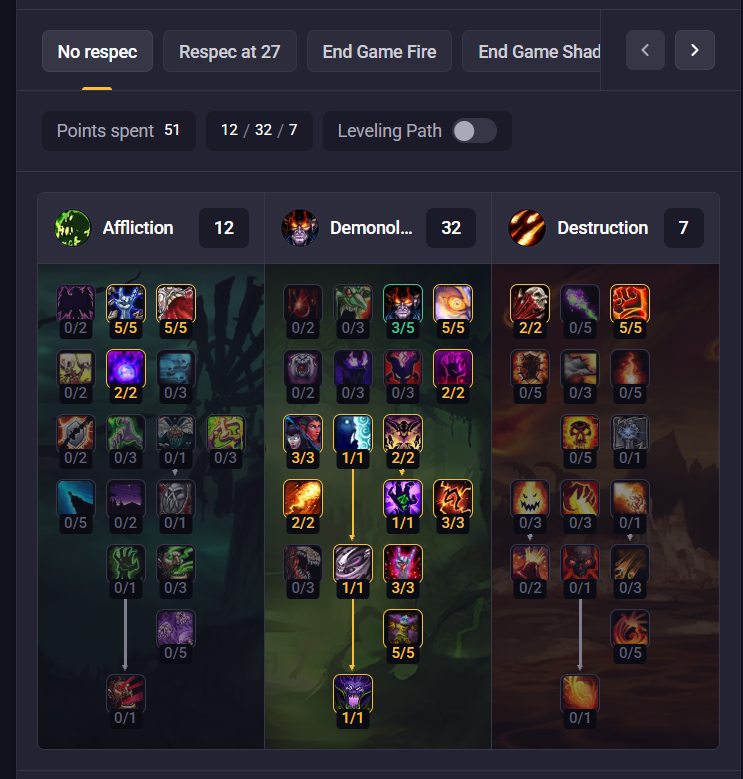 No respec Respec at 27 End Game Fire End Game Shad
Points spent 51 12 / 32 / 7 Leveling Path
Affliction 12 Demonol... 32 Destruction 7
0/2 5/5 5/5 0/2 0/3 3/5 5/5 2/2 0/5 5/5
0/2 2/2 0/3 0/2 0/3 0/3 2/2 0/5 0/3 0/5
0/2 0/3 0/1 0/3 3/3 1/1 2/2 0/5 0/1
0/5 0/2 0/1 2/2 1/1 3/3 0/3 0/3 0/1
0/1 0/3 0/3 1/1 3/3 0/2 0/1 0/3
0/5 5/5 0/5
0/1 1/1 0/1